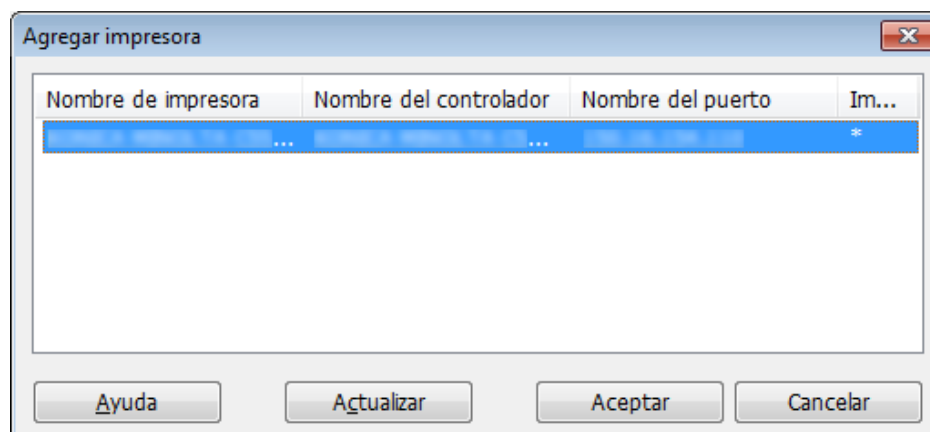 Agregar impresora
Nombre de impresora Nombre del controlador Nombre del puerto Im...
... ... *
Ayuda Actualizar Aceptar Cancelar